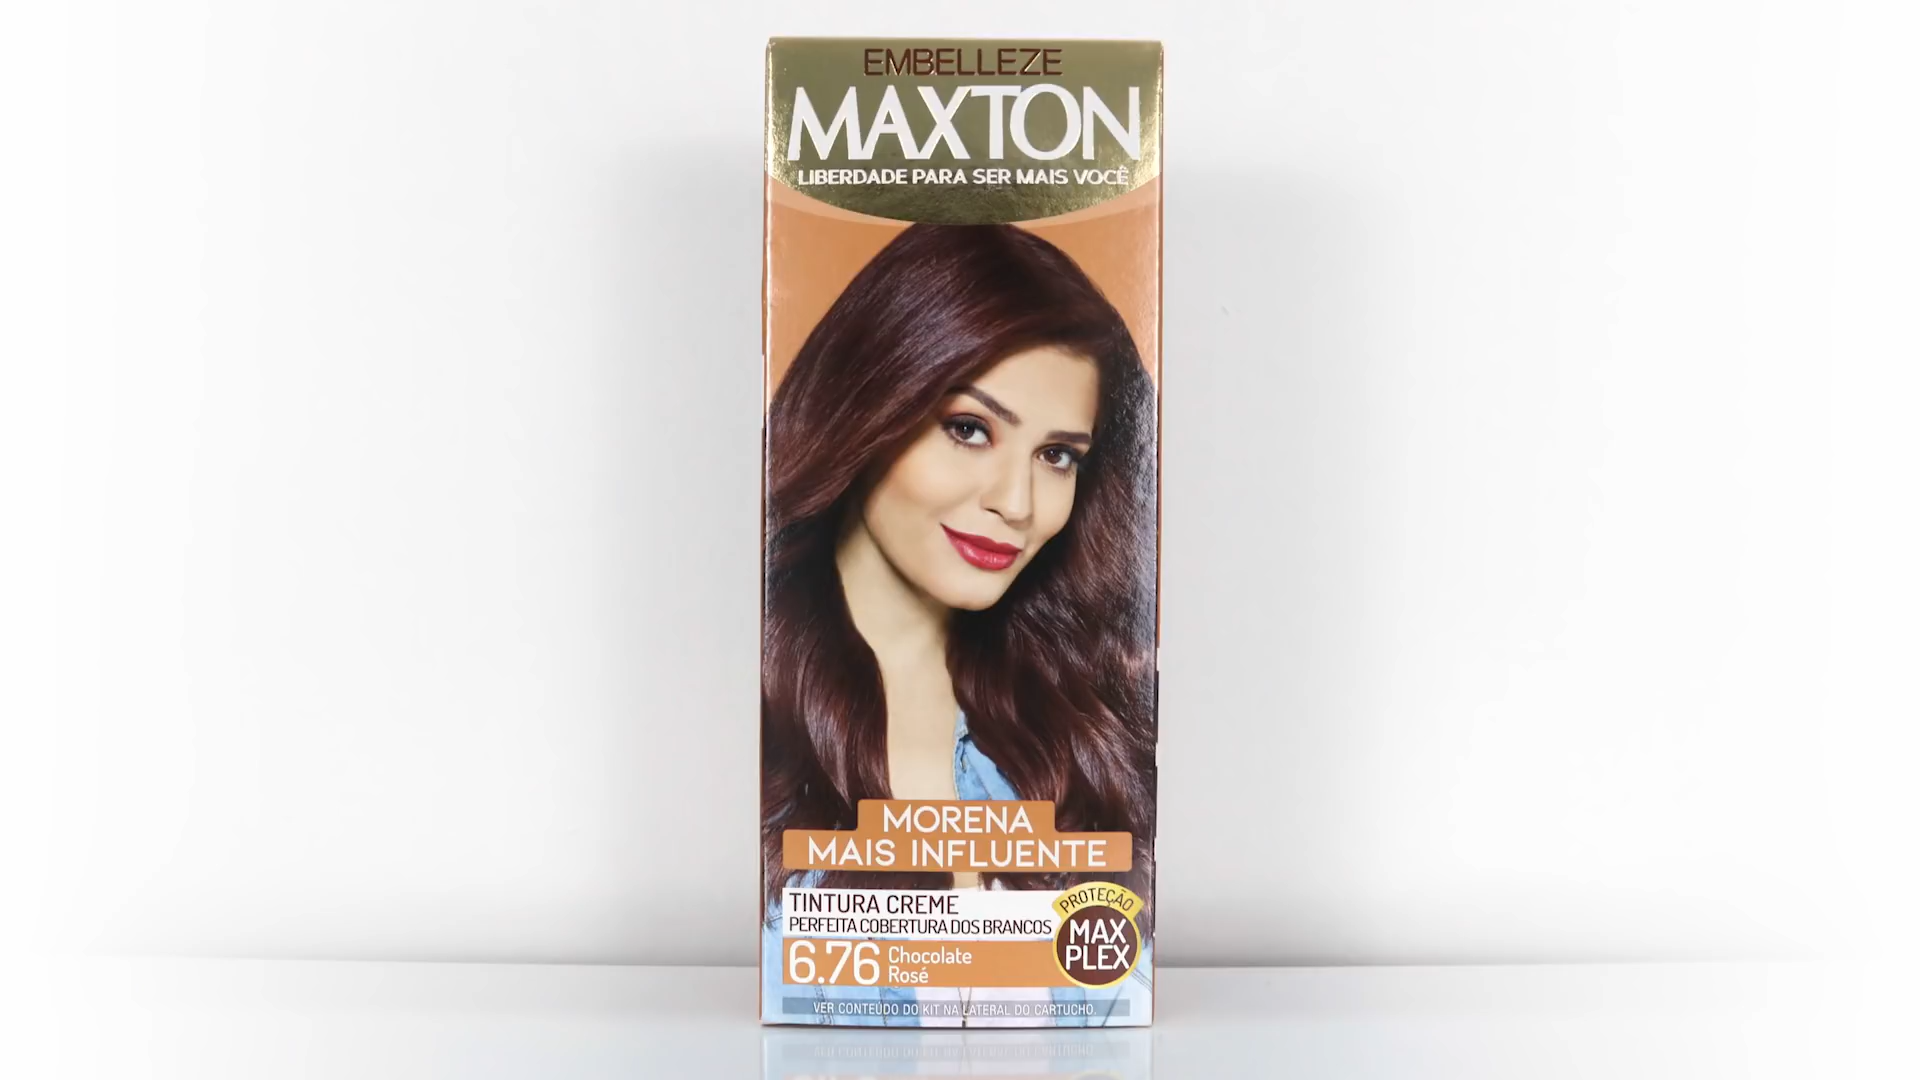 EMBELLEZE
MAXTON
LIBERDADE PARA SER MAIS VOCÊ
MORENA
MAIS INFLUENTE
TINTURA CREME
PERFEITA COBERTURA DOS BRANCOS
6.76 Chocolate
Rosé
PROTEÇÃO
MAX
PLEX
VER CONTEÚDO DO KIT NA LATERAL DO CARTUCHO.